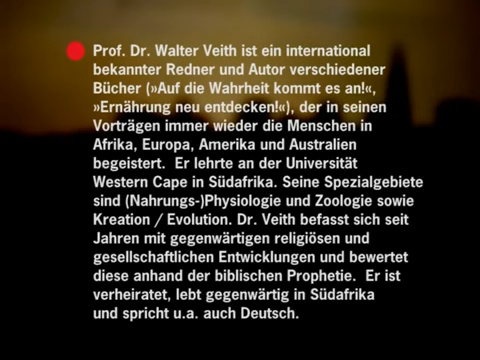 Prof. Dr. Walter Veith ist ein international
bekannter Redner und Autor verschiedener
Bücher (»Auf die Wahrheit kommt es an!«,
»Ernährung neu entdecken!«), der in seinen
Vorträgen immer wieder die Menschen in
Afrika, Europa, Amerika und Australien
begeistert.  Er lehrte an der Universität
Western Cape in Südafrika. Seine Spezialgebiete
sind (Nahrungs-)Physiologie und Zoologie sowie
Kreation / Evolution. Dr. Veith befasst sich seit
Jahren mit gegenwärtigen religiösen und
gesellschaftlichen Entwicklungen und bewertet
diese anhand der biblischen Prophetie.  Er ist
verheiratet, lebt gegenwärtig in Südafrika
und spricht u.a. auch Deutsch.